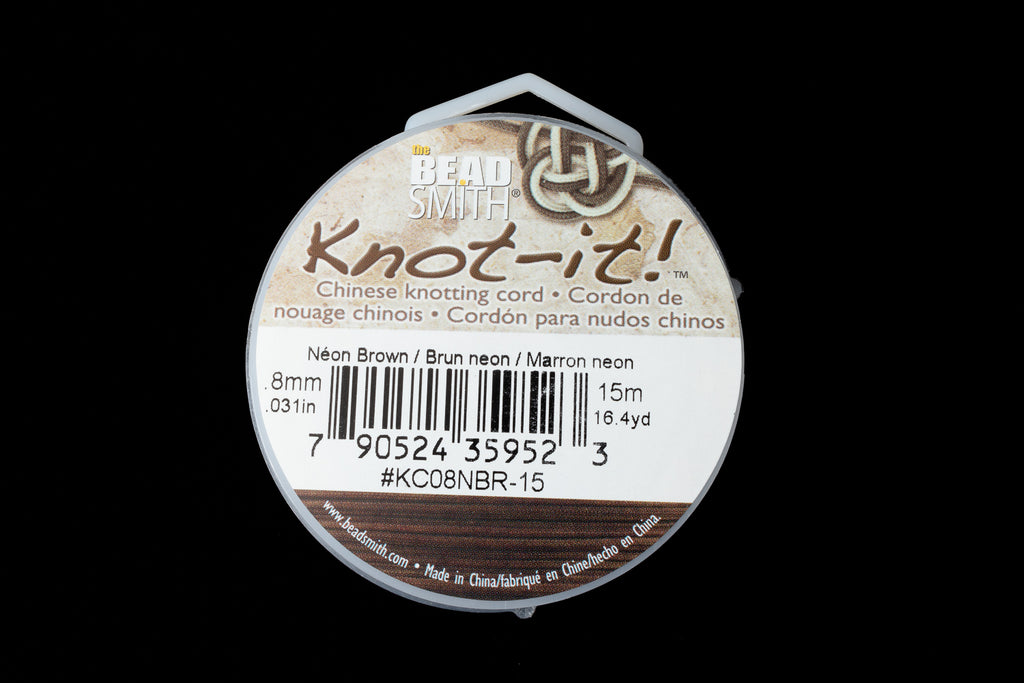 the
BEAD
SMITH®
Knot-it!™
Chinese knotting cord • Cordon de
nouage chinois • Cordón para nudos chinos
Néon Brown / Brun neon / Marron neon
.8mm
.031in
15m
16.4yd
7 90524 35952 3
#KC08NBR-15
www.beadsmith.com • Made in China/fabriqué en Chine/hecho en China.